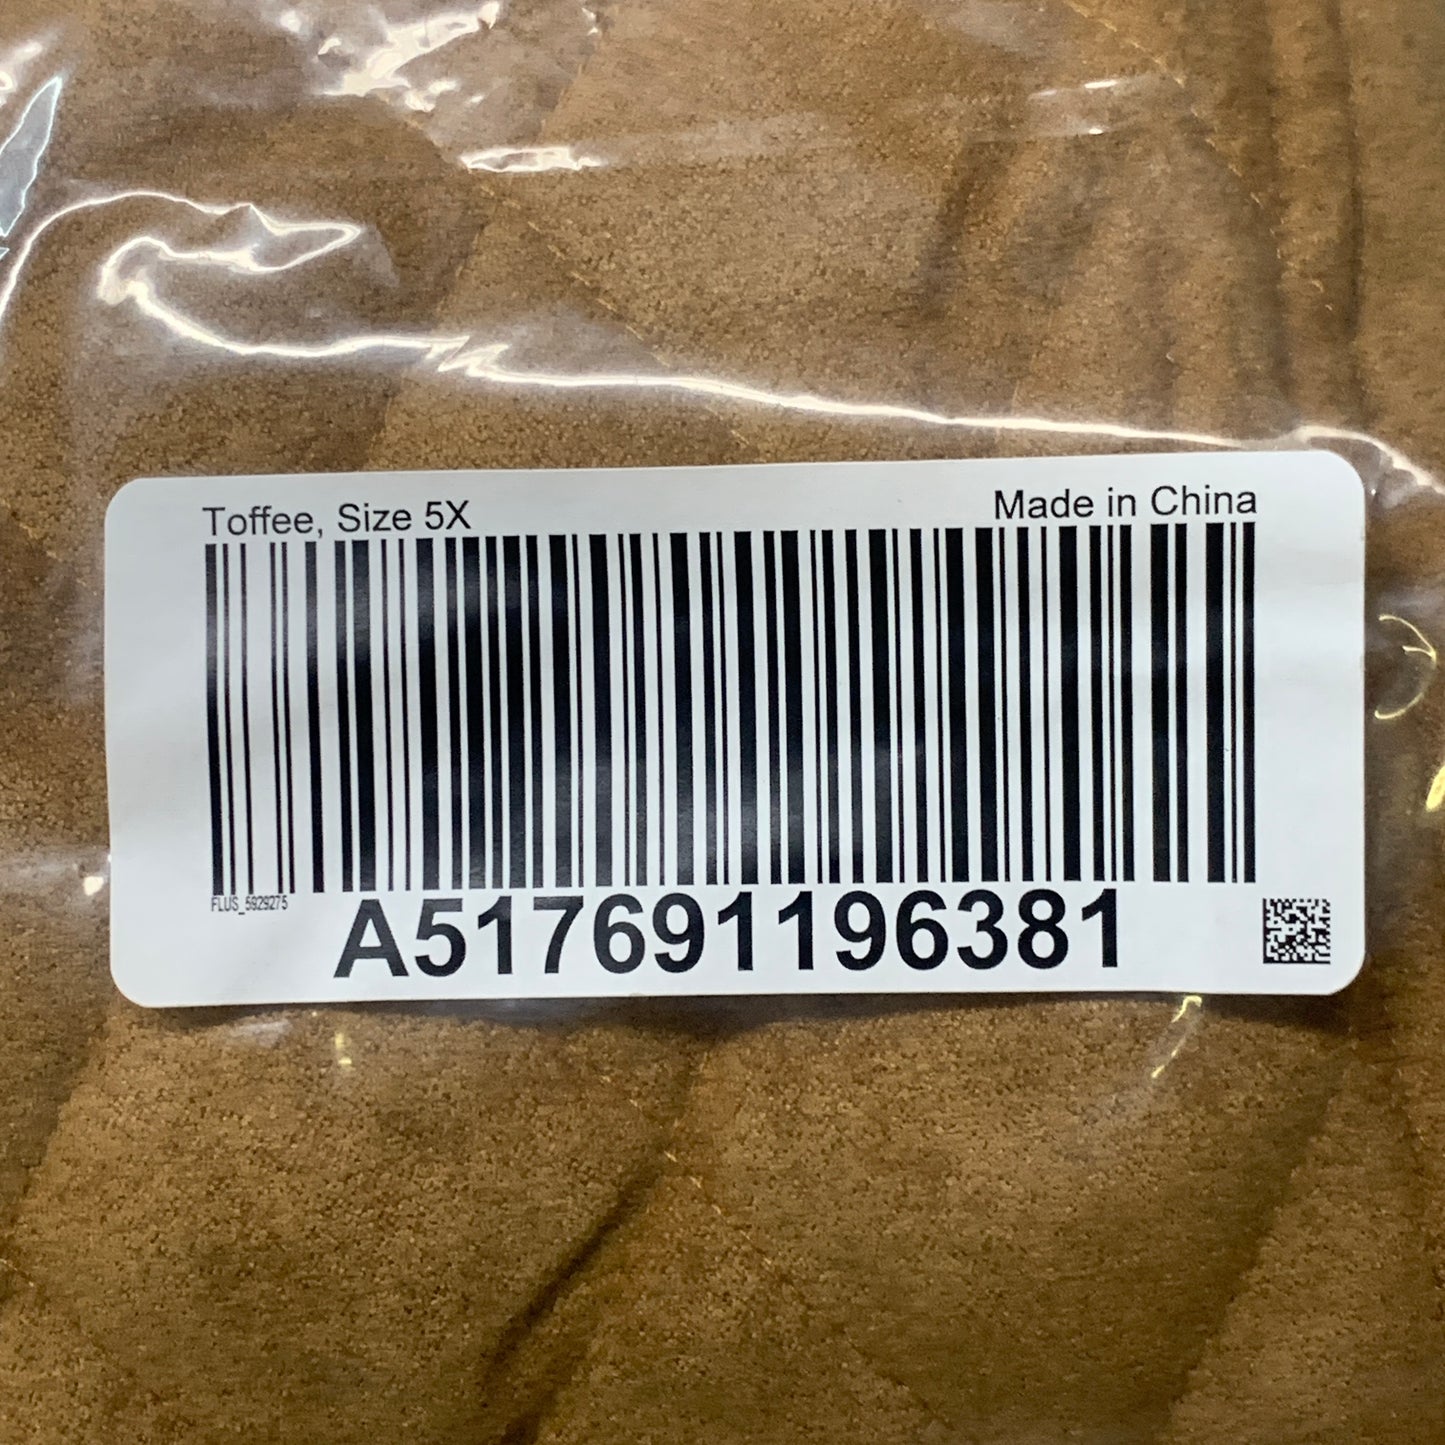 Toffee, Size 5X
Made in China
FLUS_5929275
A517691196381